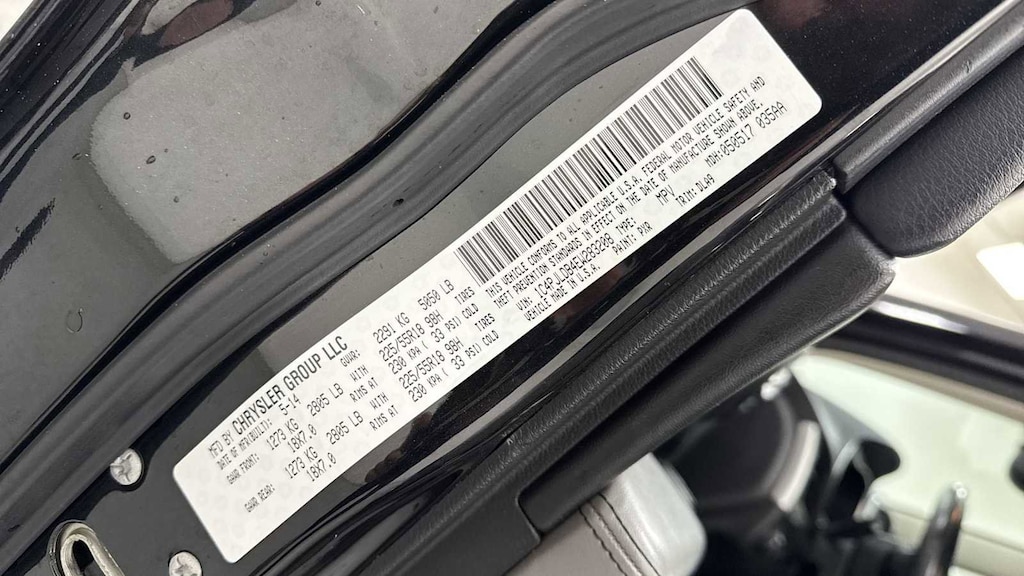 MFD BY CHRYSLER GROUP LLC
DATE OF MFR: 5-14 GVWR: 2291 KG 5050 LB
GAWR FRONT: 1273 KG 2805 LB WITH 225/55R18 98H TIRES
18X7.0 RIMS AT 230 KPA ( 33 PSI) COLD
GAWR REAR: 1273 KG 2805 LB WITH 225/55R18 98H TIRES
18X7.0 RIMS AT 230 KPA ( 33 PSI) COLD
THIS VEHICLE CONFORMS TO ALL APPLICABLE U.S.A. FEDERAL MOTOR VEHICLE SAFETY AND
THEFT PREVENTION STANDARDS IN EFFECT ON THE DATE OF MANUFACTURE SHOWN ABOVE.
TYPE: MPV MDH:050517 035AA
PAINT: PXR TRIM: DLA9
VEHICLE MADE IN U.S.A.